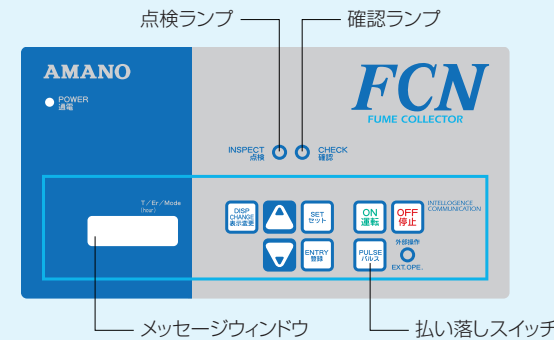 点検ランプ
確認ランプ
AMANO
POWER
通電
FCN
FUME COLLECTOR
INSPECT
点検
CHECK
確認
T/Er/Mode
(hour)
DISP
CHANGE
表示変更
SET
セット
ON
運転
OFF
停止
INTELLOGENCE
COMMUNICATION
ENTRY
登録
PULSE
パルス
外部操作
EXT.OPE.
メッセージウィンドウ
払い落しスイッチ